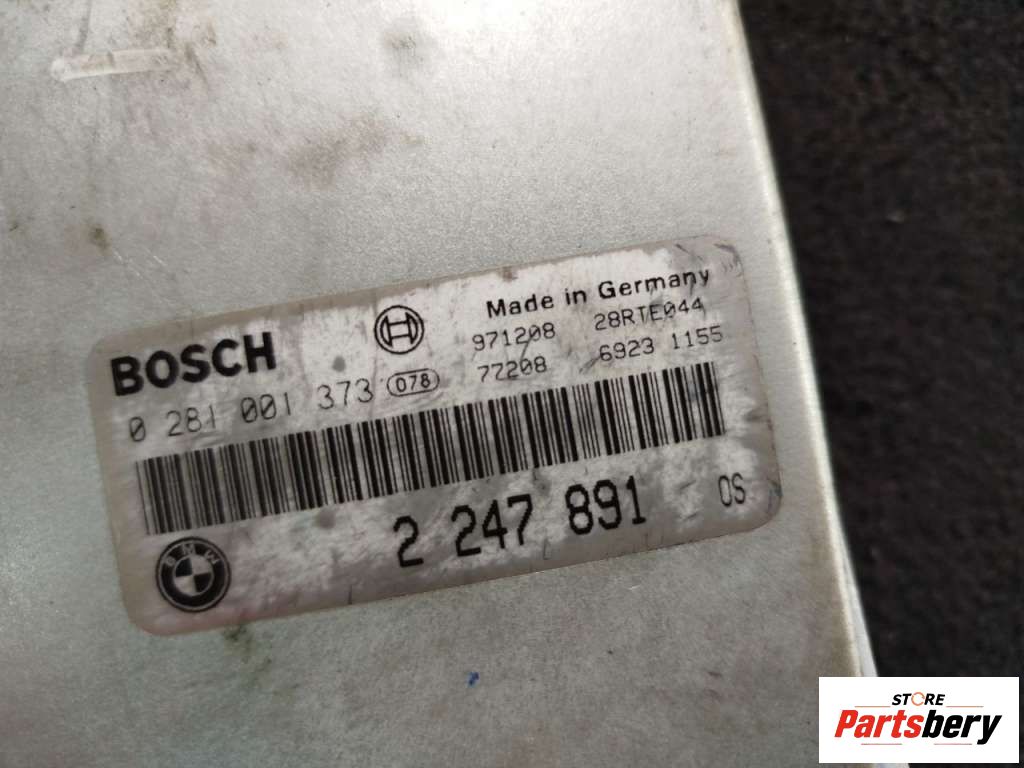 BOSCH
Made in Germany
971208 28RTE044
0 281 001 373 078 77208 6923 1155
2 247 891 OS
BMW
STORE
Partsbery